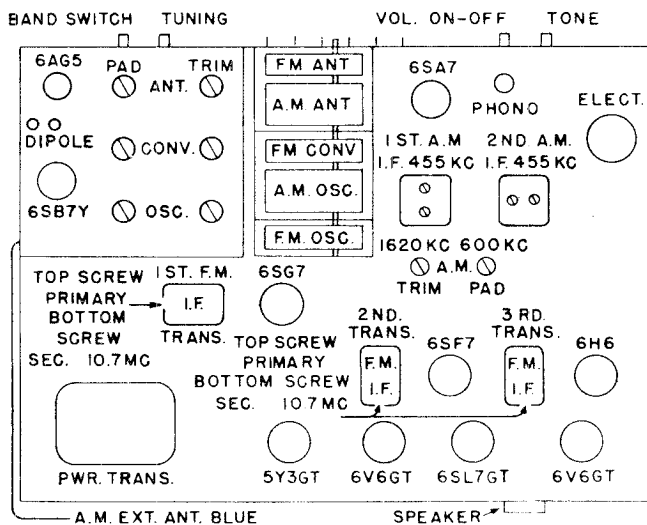 BAND SWITCH TUNING VOL. ON-OFF TONE
6AG5 PAD TRIM
ANT.
FM ANT
A.M. ANT
6SA7
PHONO
ELECT.
DIPOLE
CONV.
FM CONV
1ST. A.M 2ND. A.M.
I.F. 455 KC I.F. 455 KC
6SB7Y
OSC.
A.M. OSC.
F.M. OSC.
1620 KC 600 KC
A.M.
TRIM PAD
TOP SCREW
PRIMARY
BOTTOM
SCREW
SEC. 10.7 MC
1 ST. F.M.
I.F.
TRANS.
6SG7
TOP SCREW
PRIMARY
BOTTOM SCREW
SEC. 10.7 MC
2ND.
TRANS.
F.M.
I.F.
6SF7
3 RD.
TRANS.
F.M.
I.F.
6H6
PWR. TRANS.
5Y3GT 6V6GT 6SL7GT 6V6GT
A.M. EXT. ANT. BLUE
SPEAKER